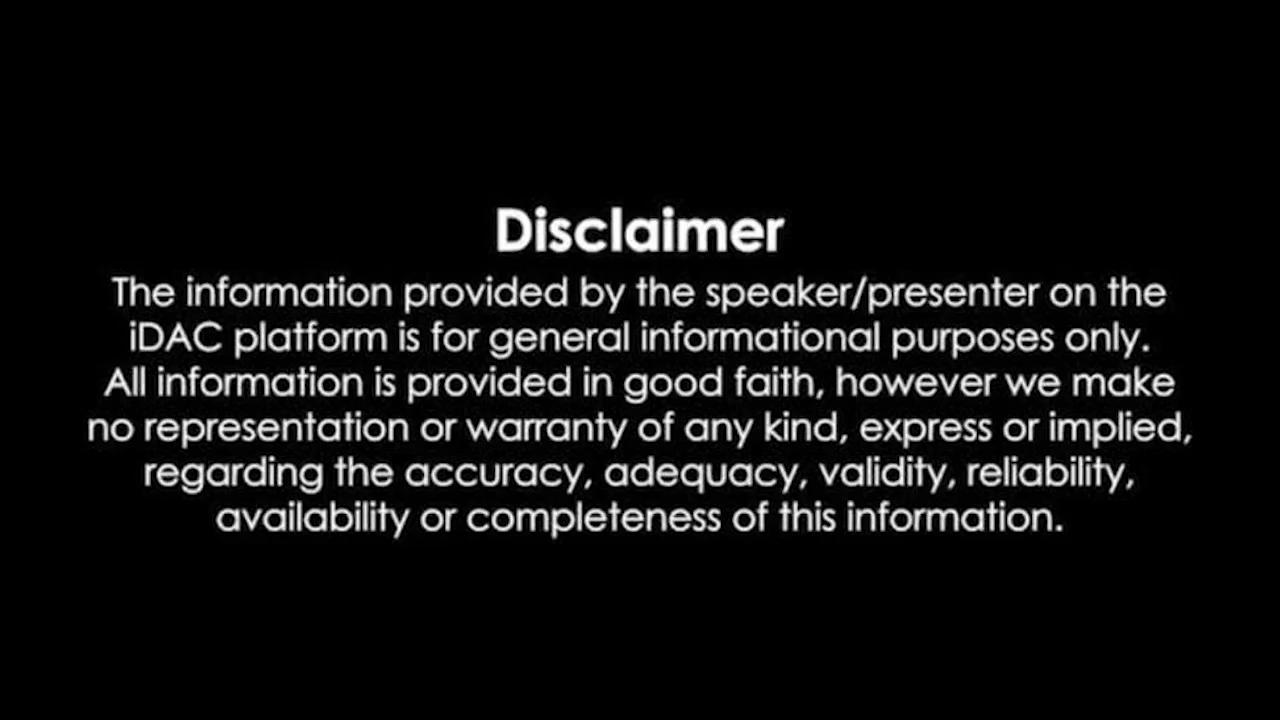 Disclaimer
The information provided by the speaker/presenter on the
iDAC platform is for general informational purposes only.
All information is provided in good faith, however we make
no representation or warranty of any kind, express or implied,
regarding the accuracy, adequacy, validity, reliability,
availability or completeness of this information.